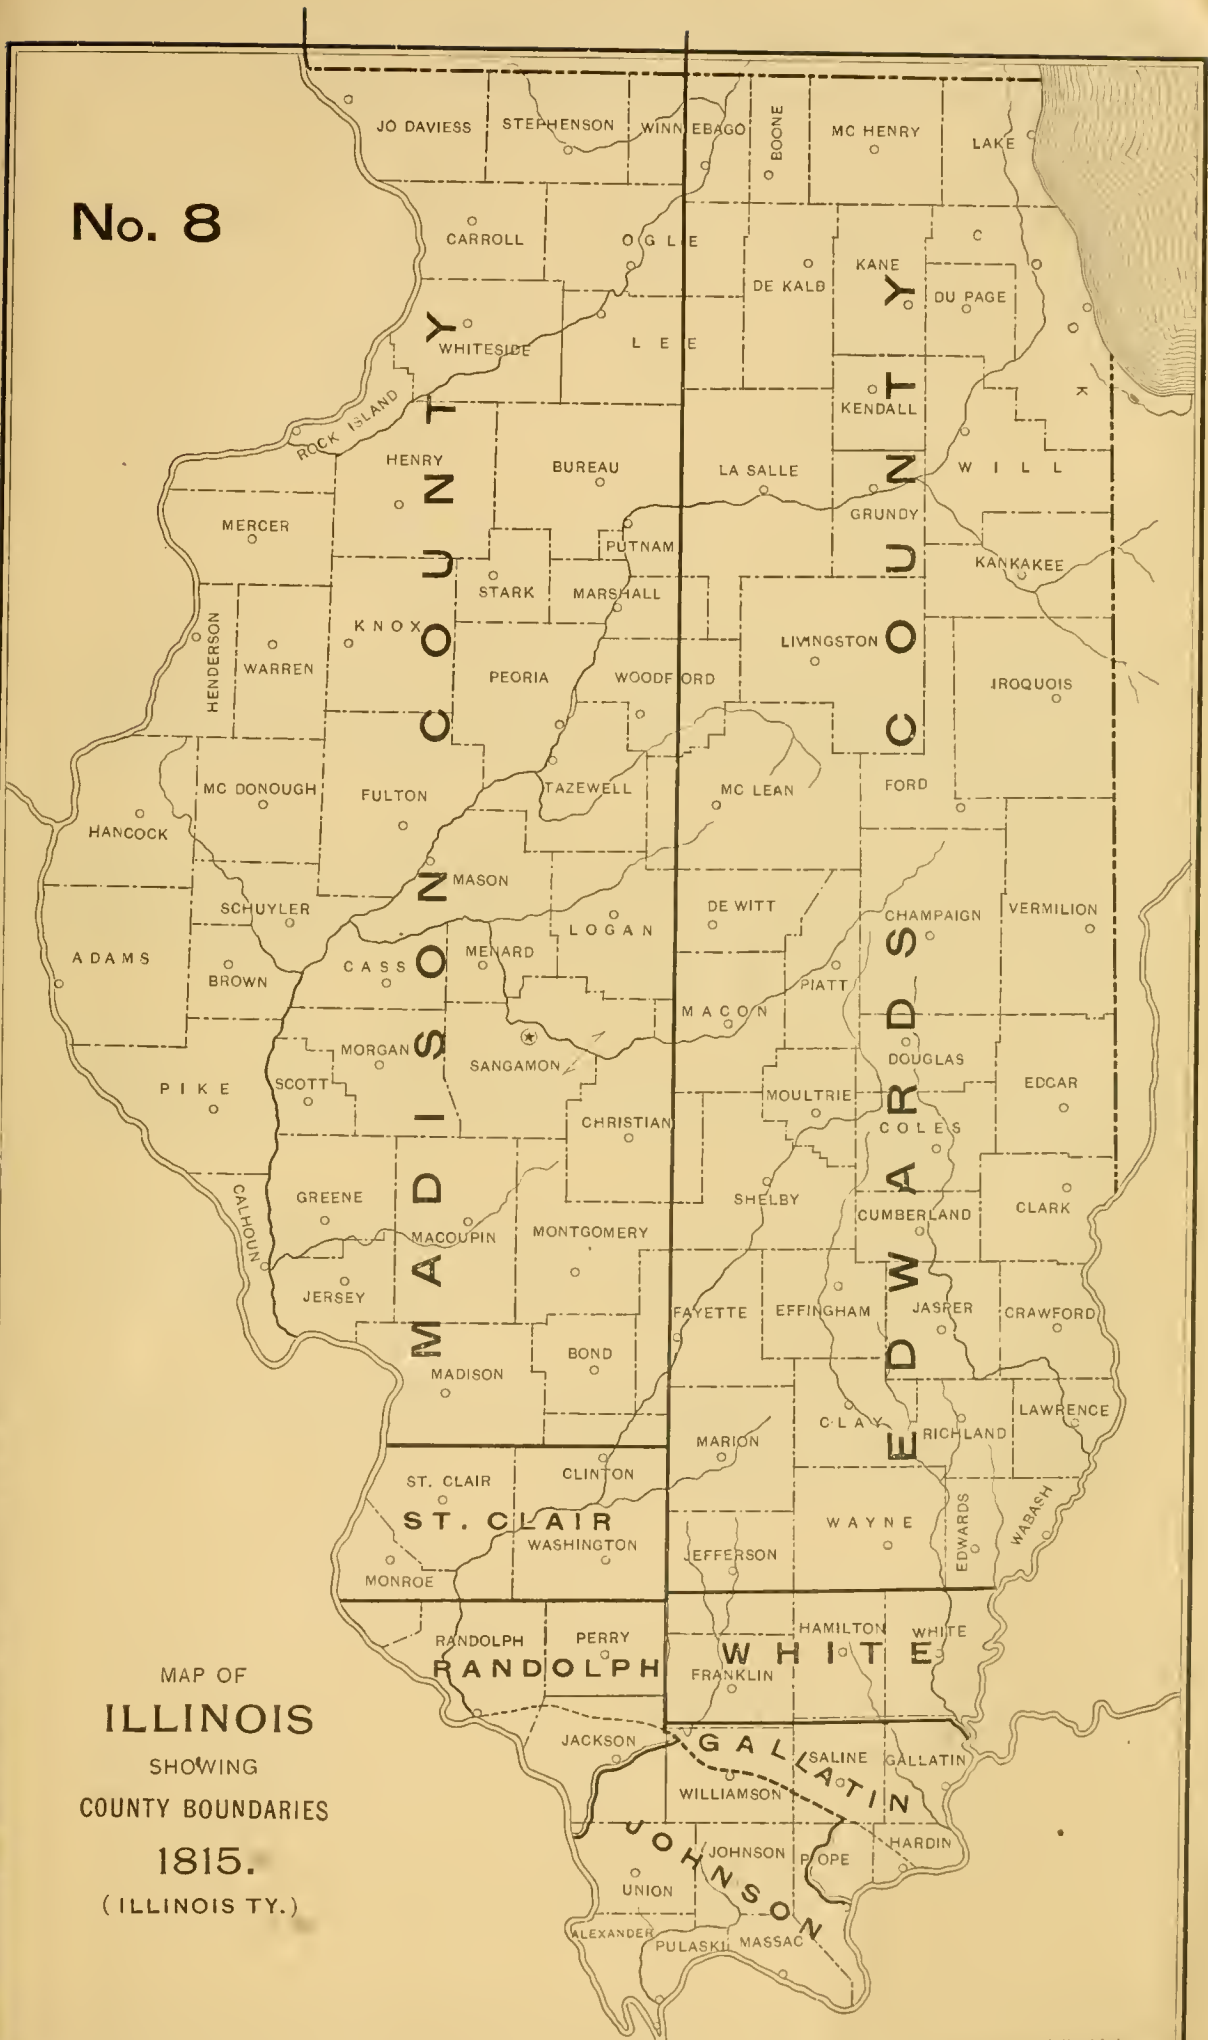 No. 8
JO DAVIESS
STEPHENSON
WINNEBAGO
BOONE
MC HENRY
LAKE
CARROLL
OGLE
DE KALB
KANE
C
O
O
K
DU PAGE
WHITESIDE
LEE
ROCK ISLAND
KENDALL
HENRY
BUREAU
LA SALLE
WILL
GRUNDY
MERCER
PUTNAM
KANKAKEE
STARK
MARSHALL
HENDERSON
WARREN
KNOX
PEORIA
WOODFORD
LIVINGSTON
IROQUOIS
MC DONOUGH
FULTON
TAZEWELL
MC LEAN
FORD
HANCOCK
MASON
SCHUYLER
LOGAN
DE WITT
CHAMPAIGN
VERMILION
ADAMS
BROWN
CASS
MENARD
PIATT
MACON
MORGAN
SANGAMON
DOUGLAS
PIKE
SCOTT
MOULTRIE
EDGAR
CHRISTIAN
COLES
CALHOUN
GREENE
MACOUPIN
MONTGOMERY
SHELBY
CUMBERLAND
CLARK
JERSEY
FAYETTE
EFFINGHAM
JASPER
CRAWFORD
MADISON
BOND
MARION
CLAY
RICHLAND
LAWRENCE
MADISON COUNTY
EDWARDS COUNTY
ST. CLAIR
CLINTON
ST. CLAIR
WASHINGTON
JEFFERSON
WAYNE
EDWARDS
WABASH
MONROE
RANDOLPH
PERRY
RANDOLPH
HAMILTON
WHITE
WHITE
FRANKLIN
JACKSON
GALLATIN
SALINE
GALLATIN
WILLIAMSON
JOHNSON
JOHNSON
POPE
HARDIN
UNION
ALEXANDER
PULASKI
MASSAC
MAP OF
ILLINOIS
SHOWING
COUNTY BOUNDARIES
1815.
(ILLINOIS TY.)